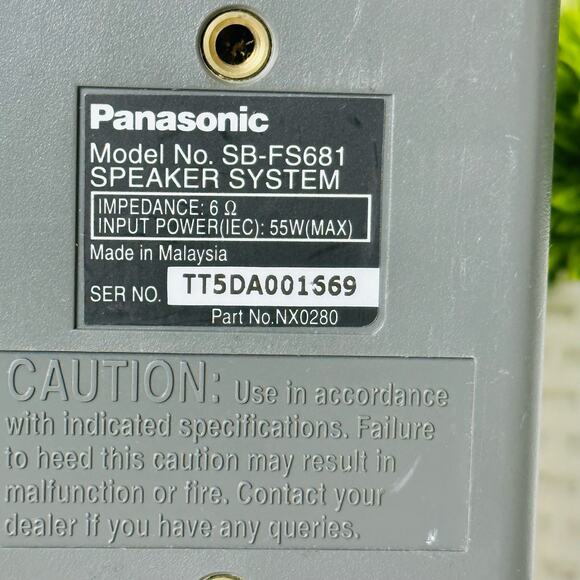 Panasonic
Model No. SB-FS681
SPEAKER SYSTEM
IMPEDANCE: 6 Ω
INPUT POWER(IEC): 55W(MAX)
Made in Malaysia
SER NO. TT5DA001669
Part No.NX0280
CAUTION: Use in accordance
with indicated specifications. Failure
to heed this caution may result in
malfunction or fire. Contact your
dealer if you have any queries.